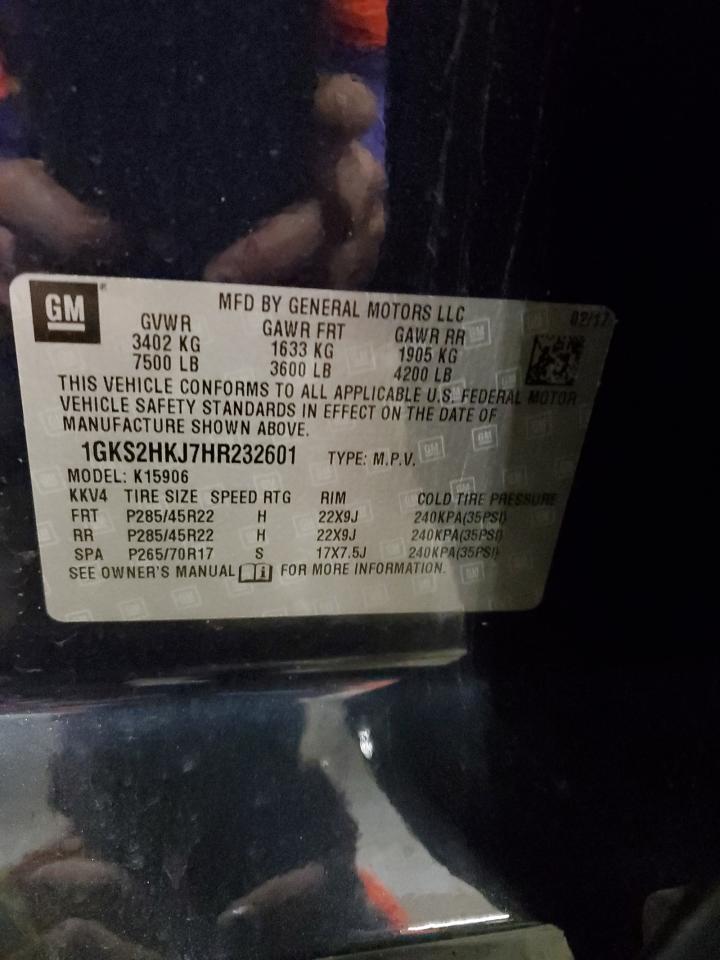 GM
MFD BY GENERAL MOTORS LLC
02/17
GVWR GAWR FRT GAWR RR
3402 KG 1633 KG 1905 KG
7500 LB 3600 LB 4200 LB
THIS VEHICLE CONFORMS TO ALL APPLICABLE U.S. FEDERAL MOTOR
VEHICLE SAFETY STANDARDS IN EFFECT ON THE DATE OF
MANUFACTURE SHOWN ABOVE.
1GKS2HKJ7HR232601 TYPE: M.P.V.
MODEL: K15906
KKV4 TIRE SIZE SPEED RTG RIM COLD TIRE PRESSURE
FRT P285/45R22 H 22X9J 240KPA(35PSI)
RR P285/45R22 H 22X9J 240KPA(35PSI)
SPA P265/70R17 S 17X7.5J 240KPA(35PSI)
SEE OWNER'S MANUAL FOR MORE INFORMATION.